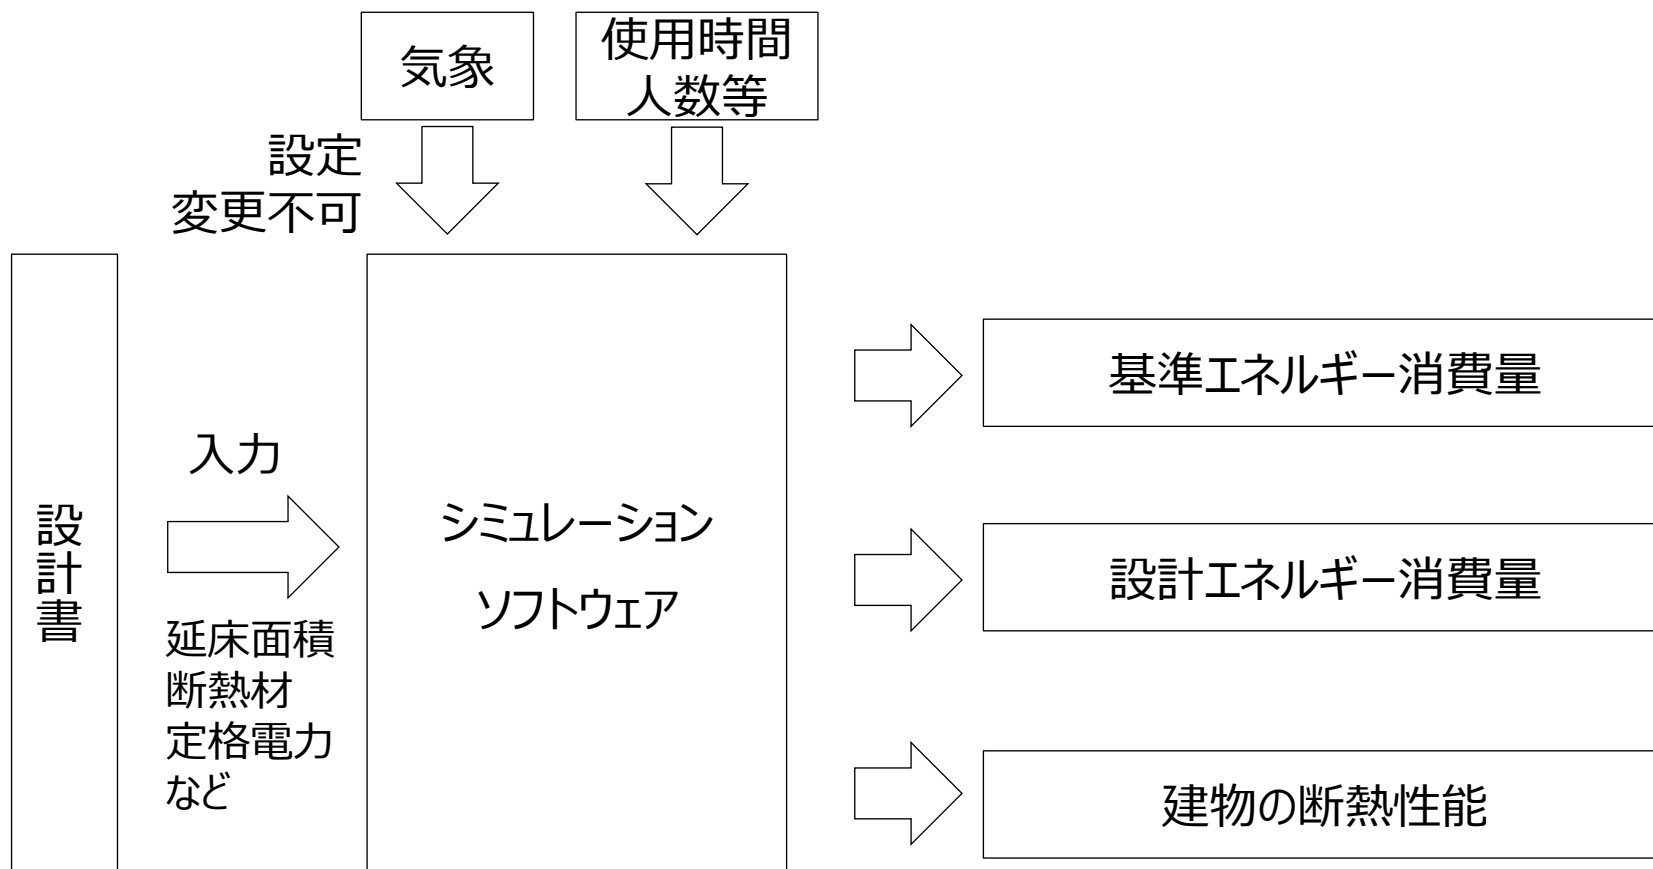 気象
使用時間
人数等
設定
変更不可
設計書
入力
延床面積
断熱材
定格電力
など
シミュレーション
ソフトウェア
基準エネルギー消費量
設計エネルギー消費量
建物の断熱性能